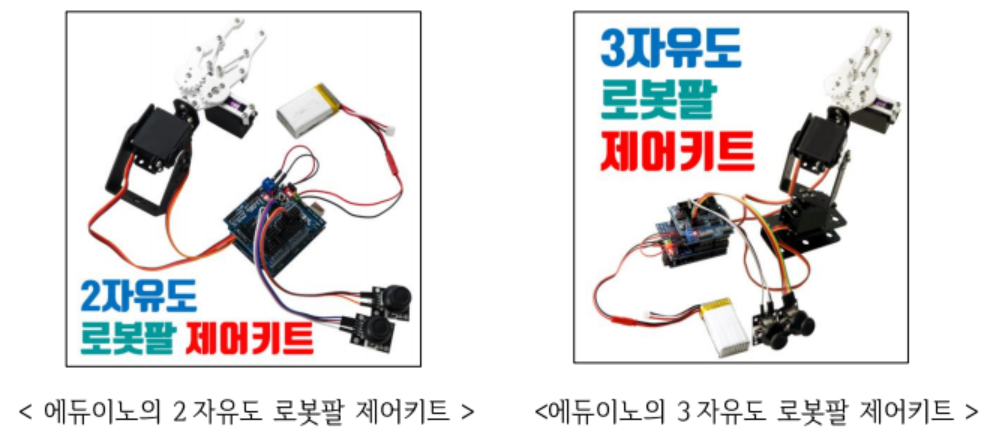 2자유도
로봇팔 제어키트
3자유도
로봇팔
제어키트
< 에듀이노의 2자유도 로봇팔 제어키트 >
<에듀이노의 3자유도 로봇팔 제어키트 >